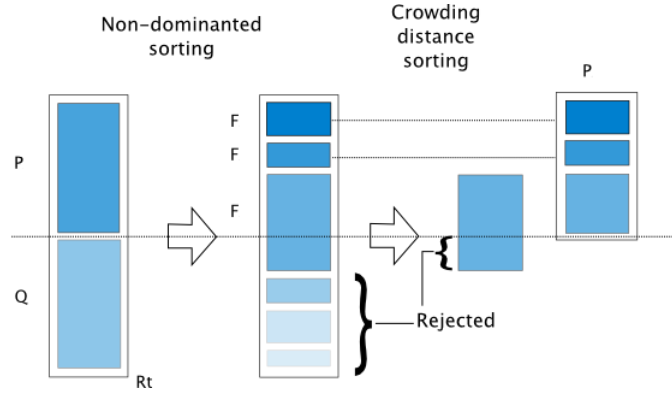 Non-dominanted
sorting
Crowding
distance
sorting
P
F
F
P
F
Q
Rejected
Rt